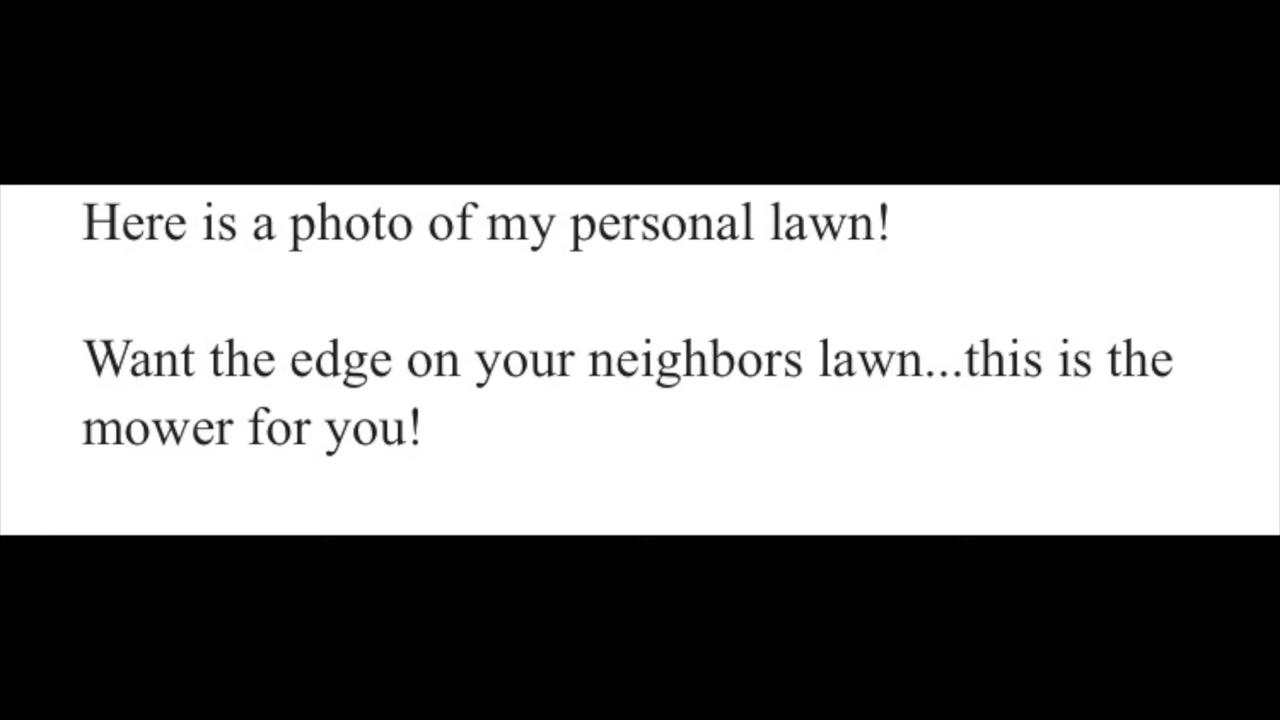 Here is a photo of my personal lawn!
Want the edge on your neighbors lawn...this is the
mower for you!